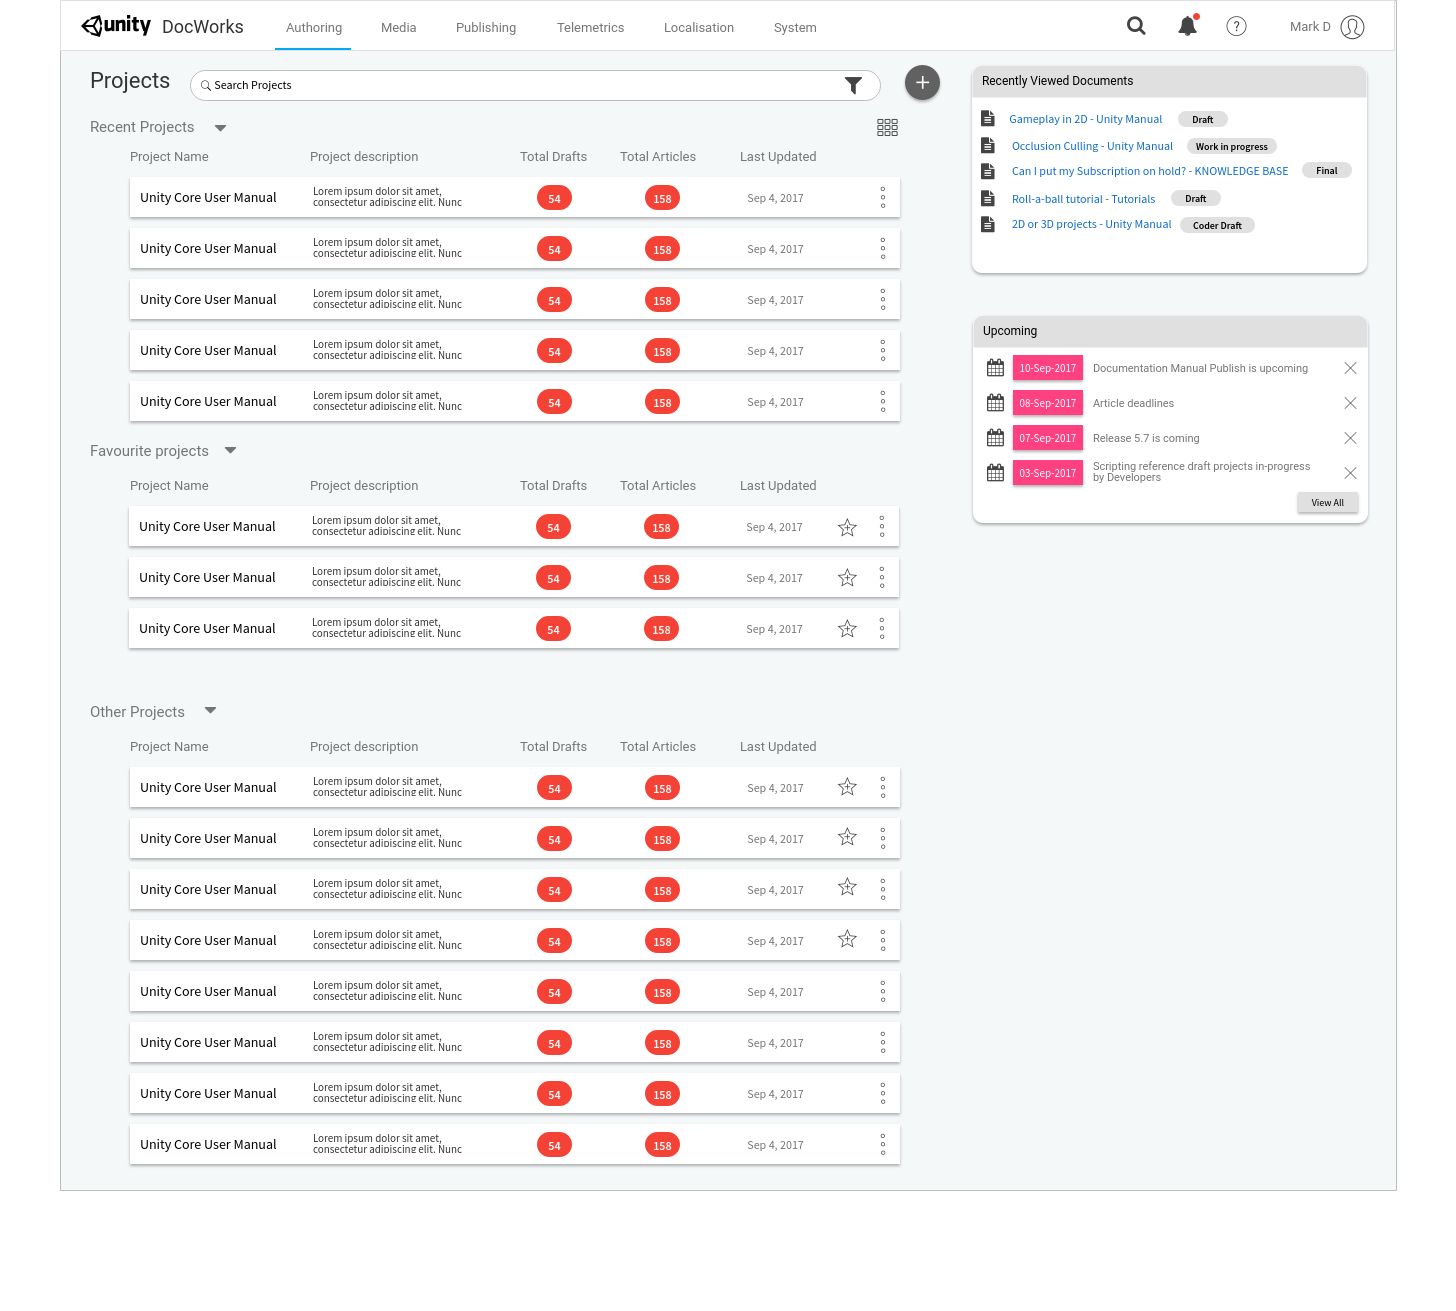 unity DocWorks Authoring Media Publishing Telemetrics Localisation System ? Mark D
Projects Search Projects +
Recent Projects
Project Name Project description Total Drafts Total Articles Last Updated
Unity Core User Manual Lorem ipsum dolor sit amet, 54 158 Sep 4, 2017
consectetur adipiscing elit. Nunc
Unity Core User Manual Lorem ipsum dolor sit amet, 54 158 Sep 4, 2017
consectetur adipiscing elit. Nunc
Unity Core User Manual Lorem ipsum dolor sit amet, 54 158 Sep 4, 2017
consectetur adipiscing elit. Nunc
Unity Core User Manual Lorem ipsum dolor sit amet, 54 158 Sep 4, 2017
consectetur adipiscing elit. Nunc
Unity Core User Manual Lorem ipsum dolor sit amet, 54 158 Sep 4, 2017
consectetur adipiscing elit. Nunc
Favourite projects
Project Name Project description Total Drafts Total Articles Last Updated
Unity Core User Manual Lorem ipsum dolor sit amet, 54 158 Sep 4, 2017
consectetur adipiscing elit. Nunc
Unity Core User Manual Lorem ipsum dolor sit amet, 54 158 Sep 4, 2017
consectetur adipiscing elit. Nunc
Unity Core User Manual Lorem ipsum dolor sit amet, 54 158 Sep 4, 2017
consectetur adipiscing elit. Nunc
Other Projects
Project Name Project description Total Drafts Total Articles Last Updated
Unity Core User Manual Lorem ipsum dolor sit amet, 54 158 Sep 4, 2017
consectetur adipiscing elit. Nunc
Unity Core User Manual Lorem ipsum dolor sit amet, 54 158 Sep 4, 2017
consectetur adipiscing elit. Nunc
Unity Core User Manual Lorem ipsum dolor sit amet, 54 158 Sep 4, 2017
consectetur adipiscing elit. Nunc
Unity Core User Manual Lorem ipsum dolor sit amet, 54 158 Sep 4, 2017
consectetur adipiscing elit. Nunc
Unity Core User Manual Lorem ipsum dolor sit amet, 54 158 Sep 4, 2017
consectetur adipiscing elit. Nunc
Unity Core User Manual Lorem ipsum dolor sit amet, 54 158 Sep 4, 2017
consectetur adipiscing elit. Nunc
Unity Core User Manual Lorem ipsum dolor sit amet, 54 158 Sep 4, 2017
consectetur adipiscing elit. Nunc
Unity Core User Manual Lorem ipsum dolor sit amet, 54 158 Sep 4, 2017
consectetur adipiscing elit. Nunc
Recently Viewed Documents
Gameplay in 2D - Unity Manual Draft
Occlusion Culling - Unity Manual Work in progress
Can I put my Subscription on hold? - KNOWLEDGE BASE Final
Roll-a-ball tutorial - Tutorials Draft
2D or 3D projects - Unity Manual Coder Draft
Upcoming
10-Sep-2017 Documentation Manual Publish is upcoming
08-Sep-2017 Article deadlines
07-Sep-2017 Release 5.7 is coming
03-Sep-2017 Scripting reference draft projects in-progress
by Developers
View All